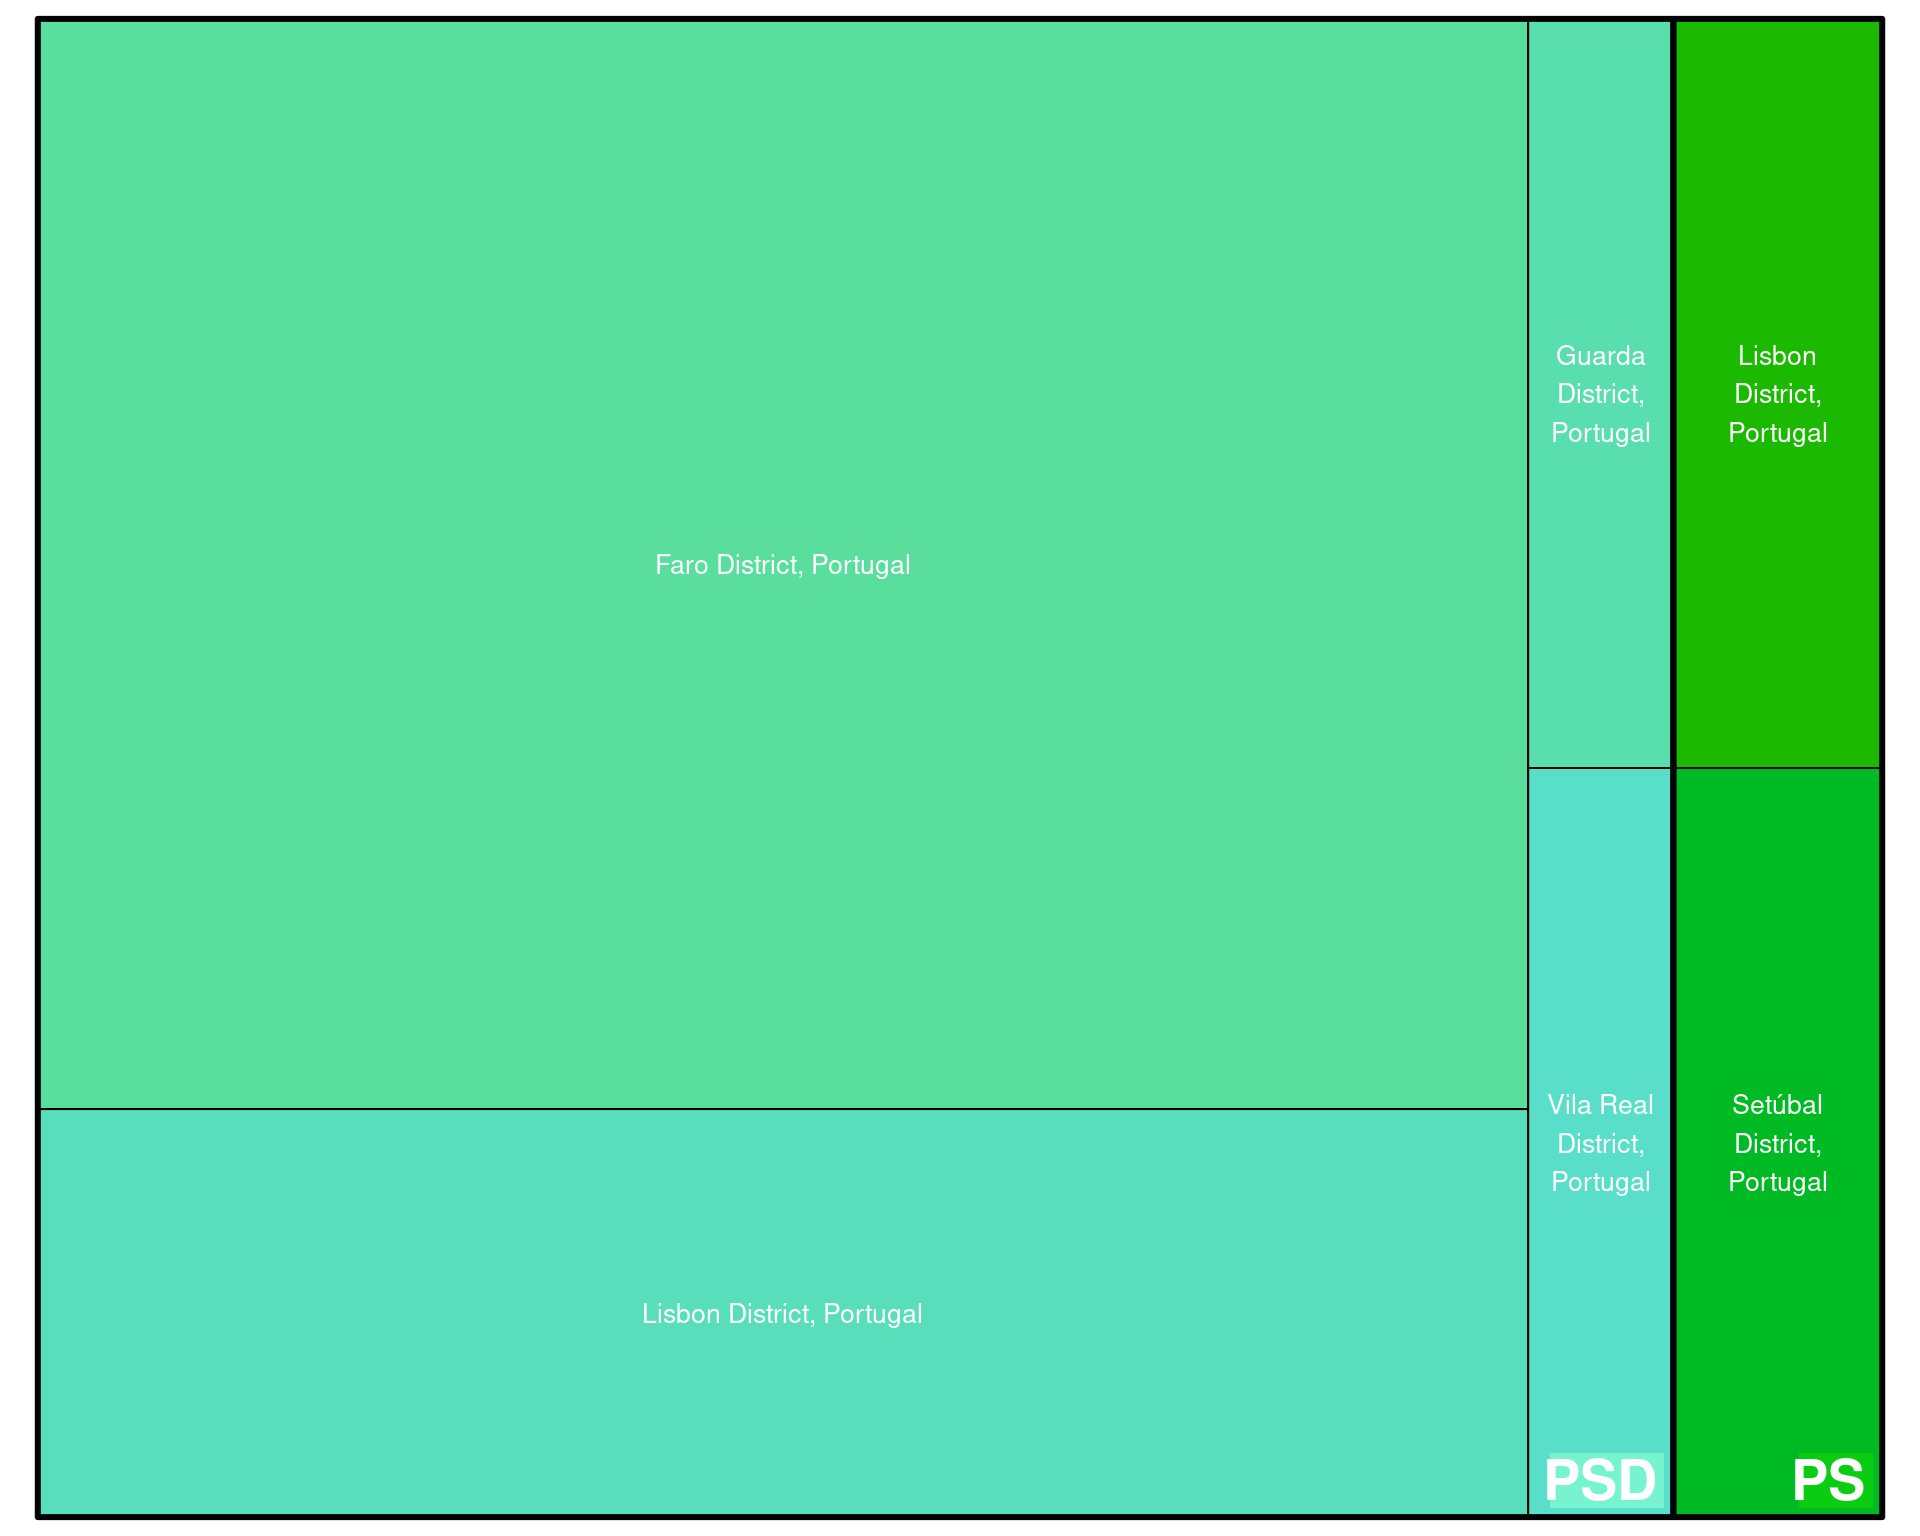 Faro District, Portugal
Lisbon District, Portugal
Guarda
District,
Portugal
Vila Real
District,
Portugal
PSD
Lisbon
District,
Portugal
Setúbal
District,
Portugal
PS